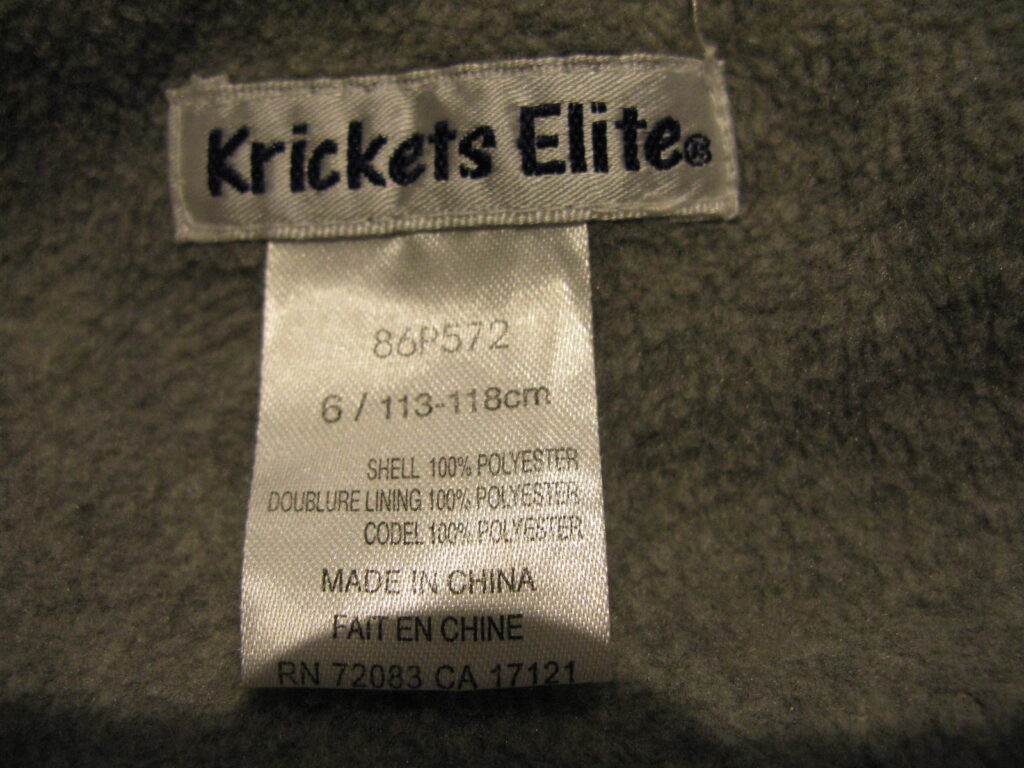 Krickets Elite®
86P572
6 / 113-118cm
SHELL 100% POLYESTER
DOUBLURE LINING 100% POLYESTER
CODEL 100% POLYESTER
MADE IN CHINA
FAIT EN CHINE
RN 72083 CA 17121